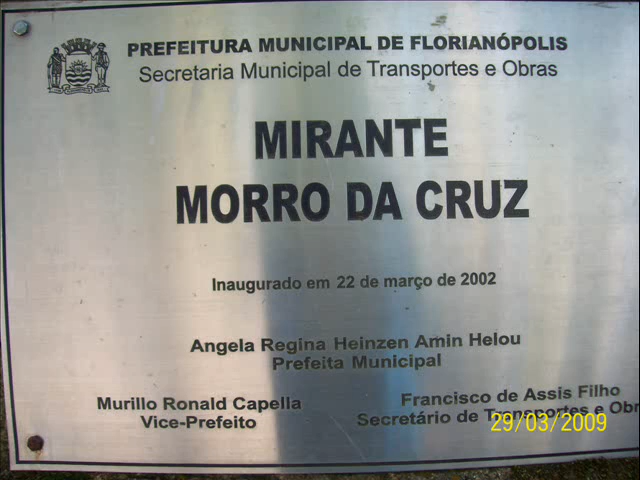 PREFEITURA MUNICIPAL DE FLORIANÓPOLIS
Secretaria Municipal de Transportes e Obras
MIRANTE
MORRO DA CRUZ
Inaugurado em 22 de março de 2002
Angela Regina Heinzen Amin Helou
Prefeita Municipal
Murillo Ronald Capella
Vice-Prefeito
Francisco de Assis Filho
Secretário de Transportes e Obr
29/03/2009